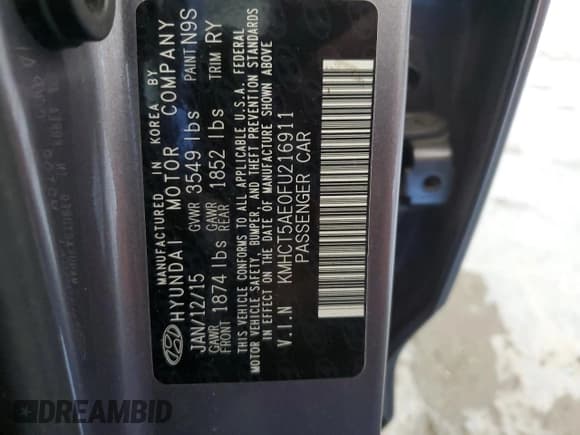 MANUFACTURED IN KOREA BY
HYUNDAI MOTOR COMPANY
JAN/12/15 GVWR 3549 lbs PAINT N9S
GAWR FRONT 1874 lbs GAWR REAR 1852 lbs TRIM RY
THIS VEHICLE CONFORMS TO ALL APPLICABLE U.S.A. FEDERAL
MOTOR VEHICLE SAFETY, BUMPER, AND THEFT PREVENTION STANDARDS
IN EFFECT ON THE DATE OF MANUFACTURE SHOWN ABOVE
V.I.N KMHCT5AE0FU216911
PASSENGER CAR
DREAMBID